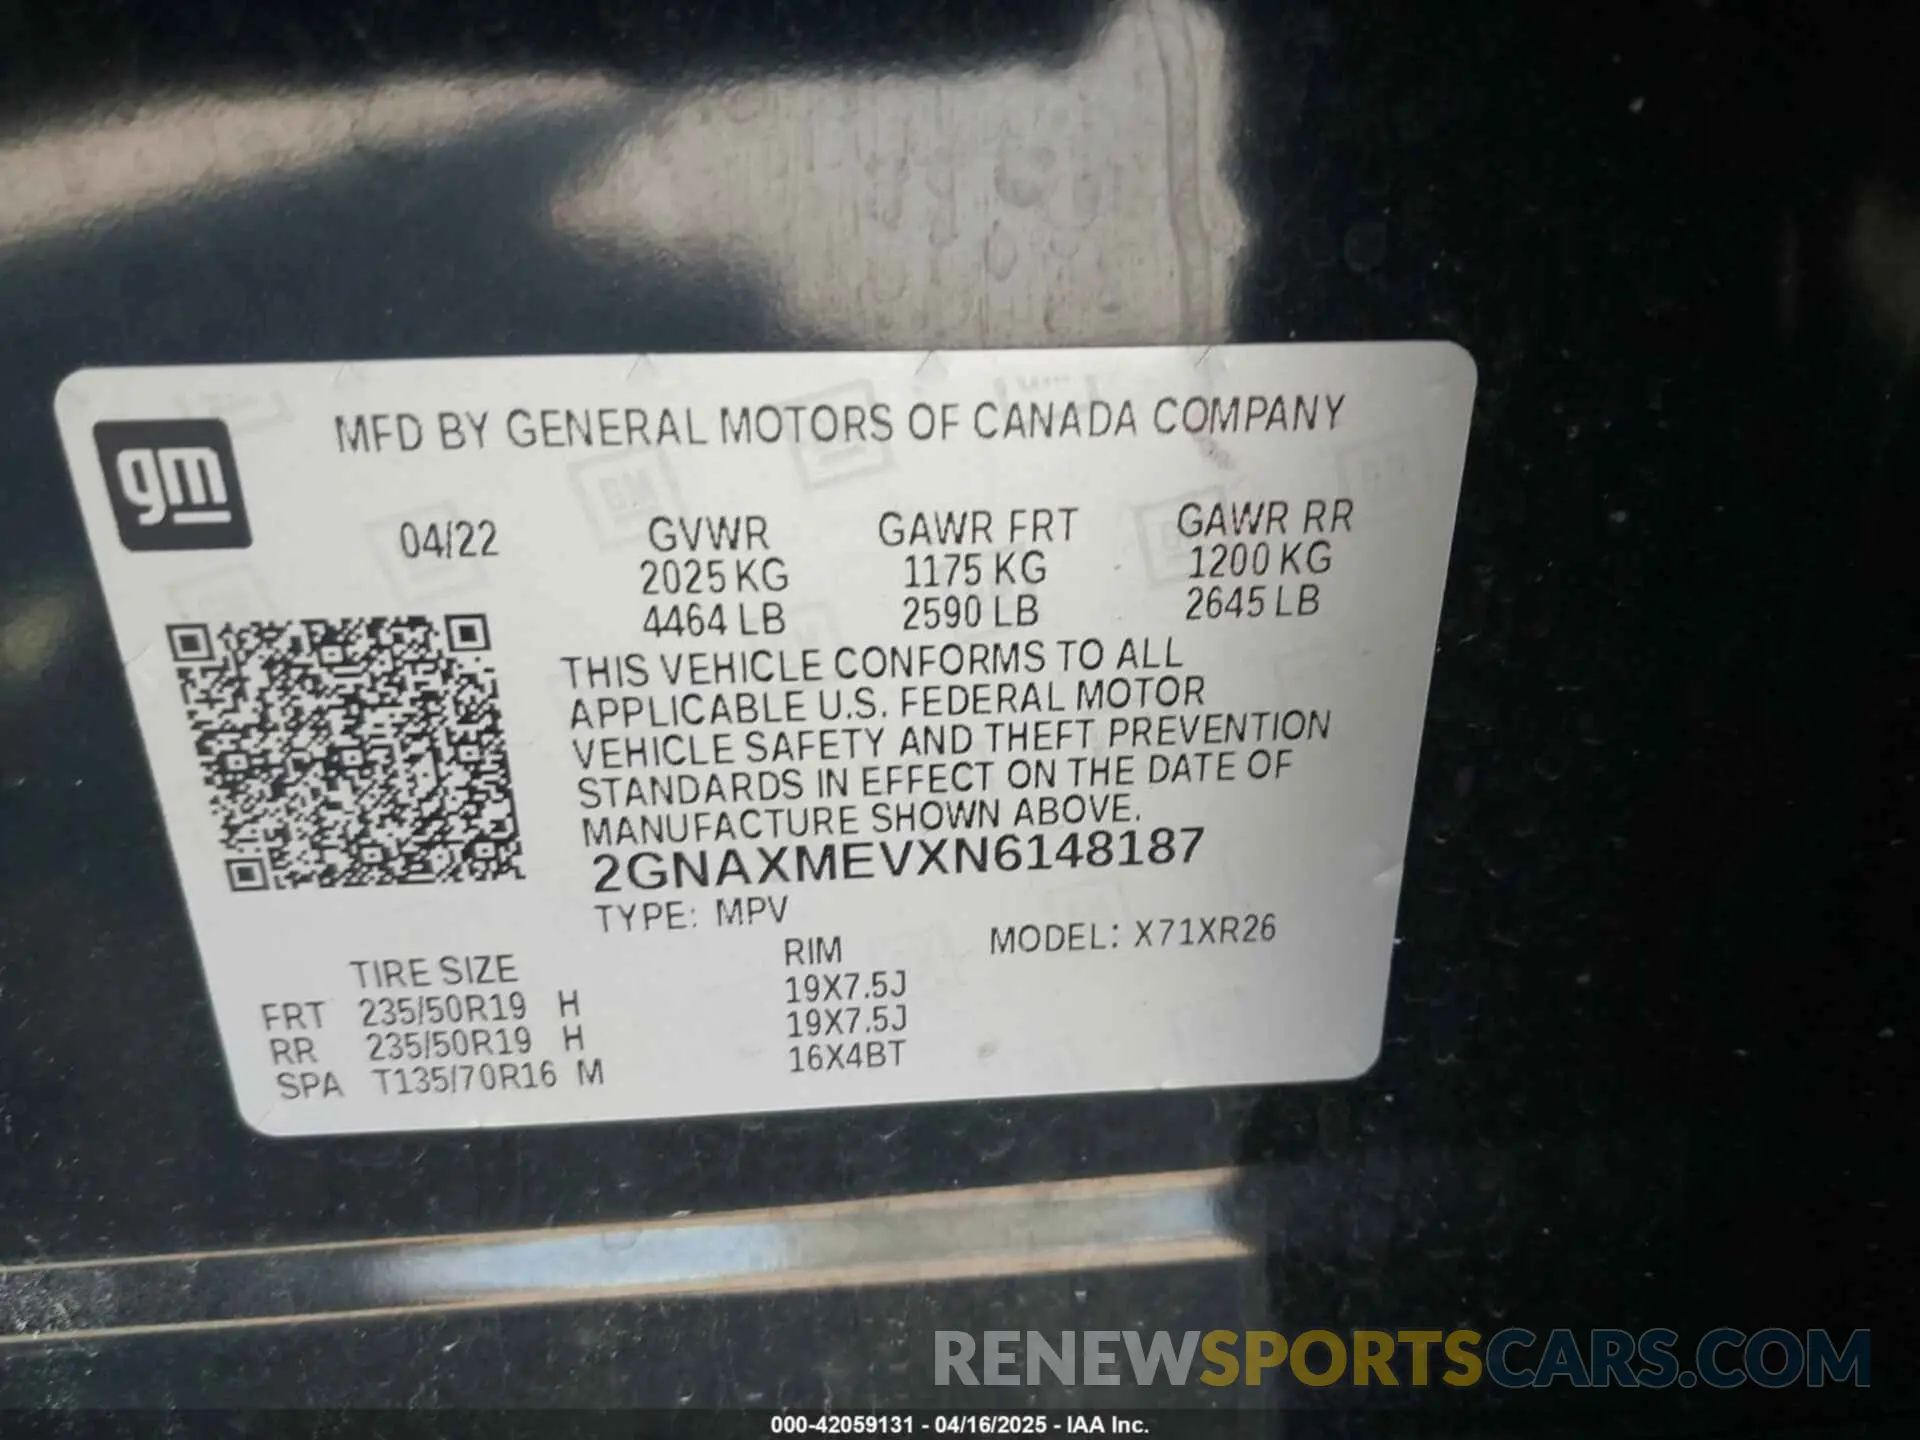 MFD BY GENERAL MOTORS OF CANADA COMPANY
gm
04/22 GVWR GAWR FRT GAWR RR
2025 KG 1175 KG 1200 KG
4464 LB 2590 LB 2645 LB
THIS VEHICLE CONFORMS TO ALL
APPLICABLE U.S. FEDERAL MOTOR
VEHICLE SAFETY AND THEFT PREVENTION
STANDARDS IN EFFECT ON THE DATE OF
MANUFACTURE SHOWN ABOVE.
2GNAXMEVXN6148187
TYPE: MPV MODEL: X71XR26
TIRE SIZE RIM
FRT 235/50R19 H 19X7.5J
RR 235/50R19 H 19X7.5J
SPA T135/70R16 M 16X4BT
RENEWSPORTSCARS.COM
000-42059131 - 04/16/2025 - IAA Inc.